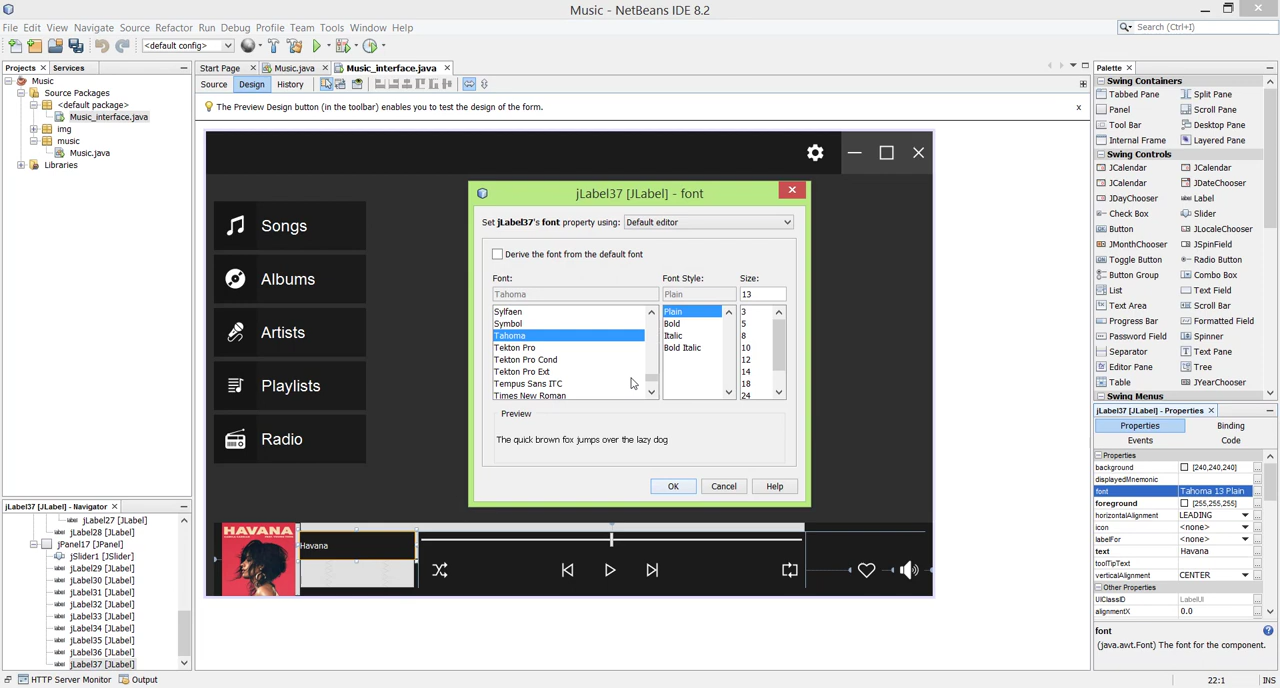 Music - NetBeans IDE 8.2
File Edit View Navigate Source Refactor Run Debug Profile Team Tools Window Help
Search (Ctrl+I)
<default config>
Projects Services
Music
Source Packages
<default package>
Music_interface.java
img
music
Music.java
Libraries
Start Page Music.java Music_interface.java
Source Design History
The Preview Design button (in the toolbar) enables you to test the design of the form.
x
Songs
Albums
Artists
Playlists
Radio
jLabel37 [JLabel] - font
Set jLabel37's font property using: Default editor
Derive the font from the default font
Font: Font Style: Size:
Tahoma Plain 13
Sylfaen Plain 3
Symbol Bold 5
Tahoma Italic 8
Tekton Pro Bold Italic 10
Tekton Pro Cond 12
Tekton Pro Ext 14
Tempus Sans ITC 18
Times New Roman 24
Preview
The quick brown fox jumps over the lazy dog
OK Cancel Help
HAVANA
Havana
Palette
Swing Containers
Tabbed Pane Split Pane
Panel Scroll Pane
Tool Bar Desktop Pane
Internal Frame Layered Pane
Swing Controls
JCalendar JCalendar
JCalendar JDateChooser
JDayChooser Label
Check Box Slider
Button JLocaleChooser
JMonthChooser JSpinField
Toggle Button Radio Button
Button Group Combo Box
List Text Field
Text Area Scroll Bar
Progress Bar Formatted Field
Password Field Spinner
Separator Text Pane
Editor Pane Tree
Table JYearChooser
Swing Menus
jLabel37 [JLabel] - Properties
Properties Binding
Events Code
Properties
background [240,240,240]
displayedMnemonic
font Tahoma 13 Plain
foreground [255,255,255]
horizontalAlignment LEADING
icon <none>
labelFor <none>
text Havana
toolTipText
verticalAlignment CENTER
Other Properties
UIClassID LabelUI
alignmentX 0.0
font
(java.awt.Font) The font for the component.
jLabel37 [JLabel] - Navigator
jLabel27 [JLabel]
jLabel28 [JLabel]
jPanel17 [JPanel]
jSlider1 [JSlider]
jLabel29 [JLabel]
jLabel30 [JLabel]
jLabel31 [JLabel]
jLabel32 [JLabel]
jLabel33 [JLabel]
jLabel34 [JLabel]
jLabel35 [JLabel]
jLabel36 [JLabel]
jLabel37 [JLabel]
HTTP Server Monitor Output
22:1 INS